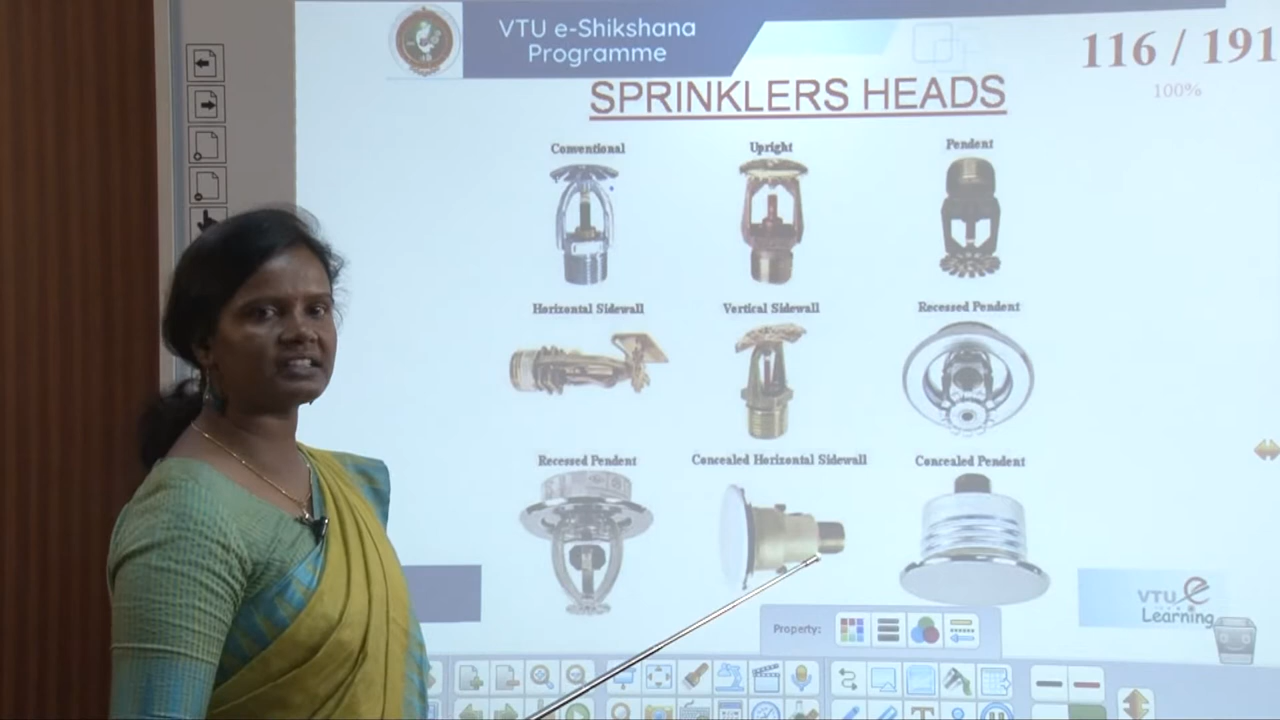 VTU e-Shikshana
Programme
116 / 191
100%
SPRINKLERS HEADS
Conventional
Upright
Pendent
Horizontal Sidewall
Vertical Sidewall
Recessed Pendent
Recessed Pendent
Concealed Horizontal Sidewall
Concealed Pendent
VTU e
Learning
Property: